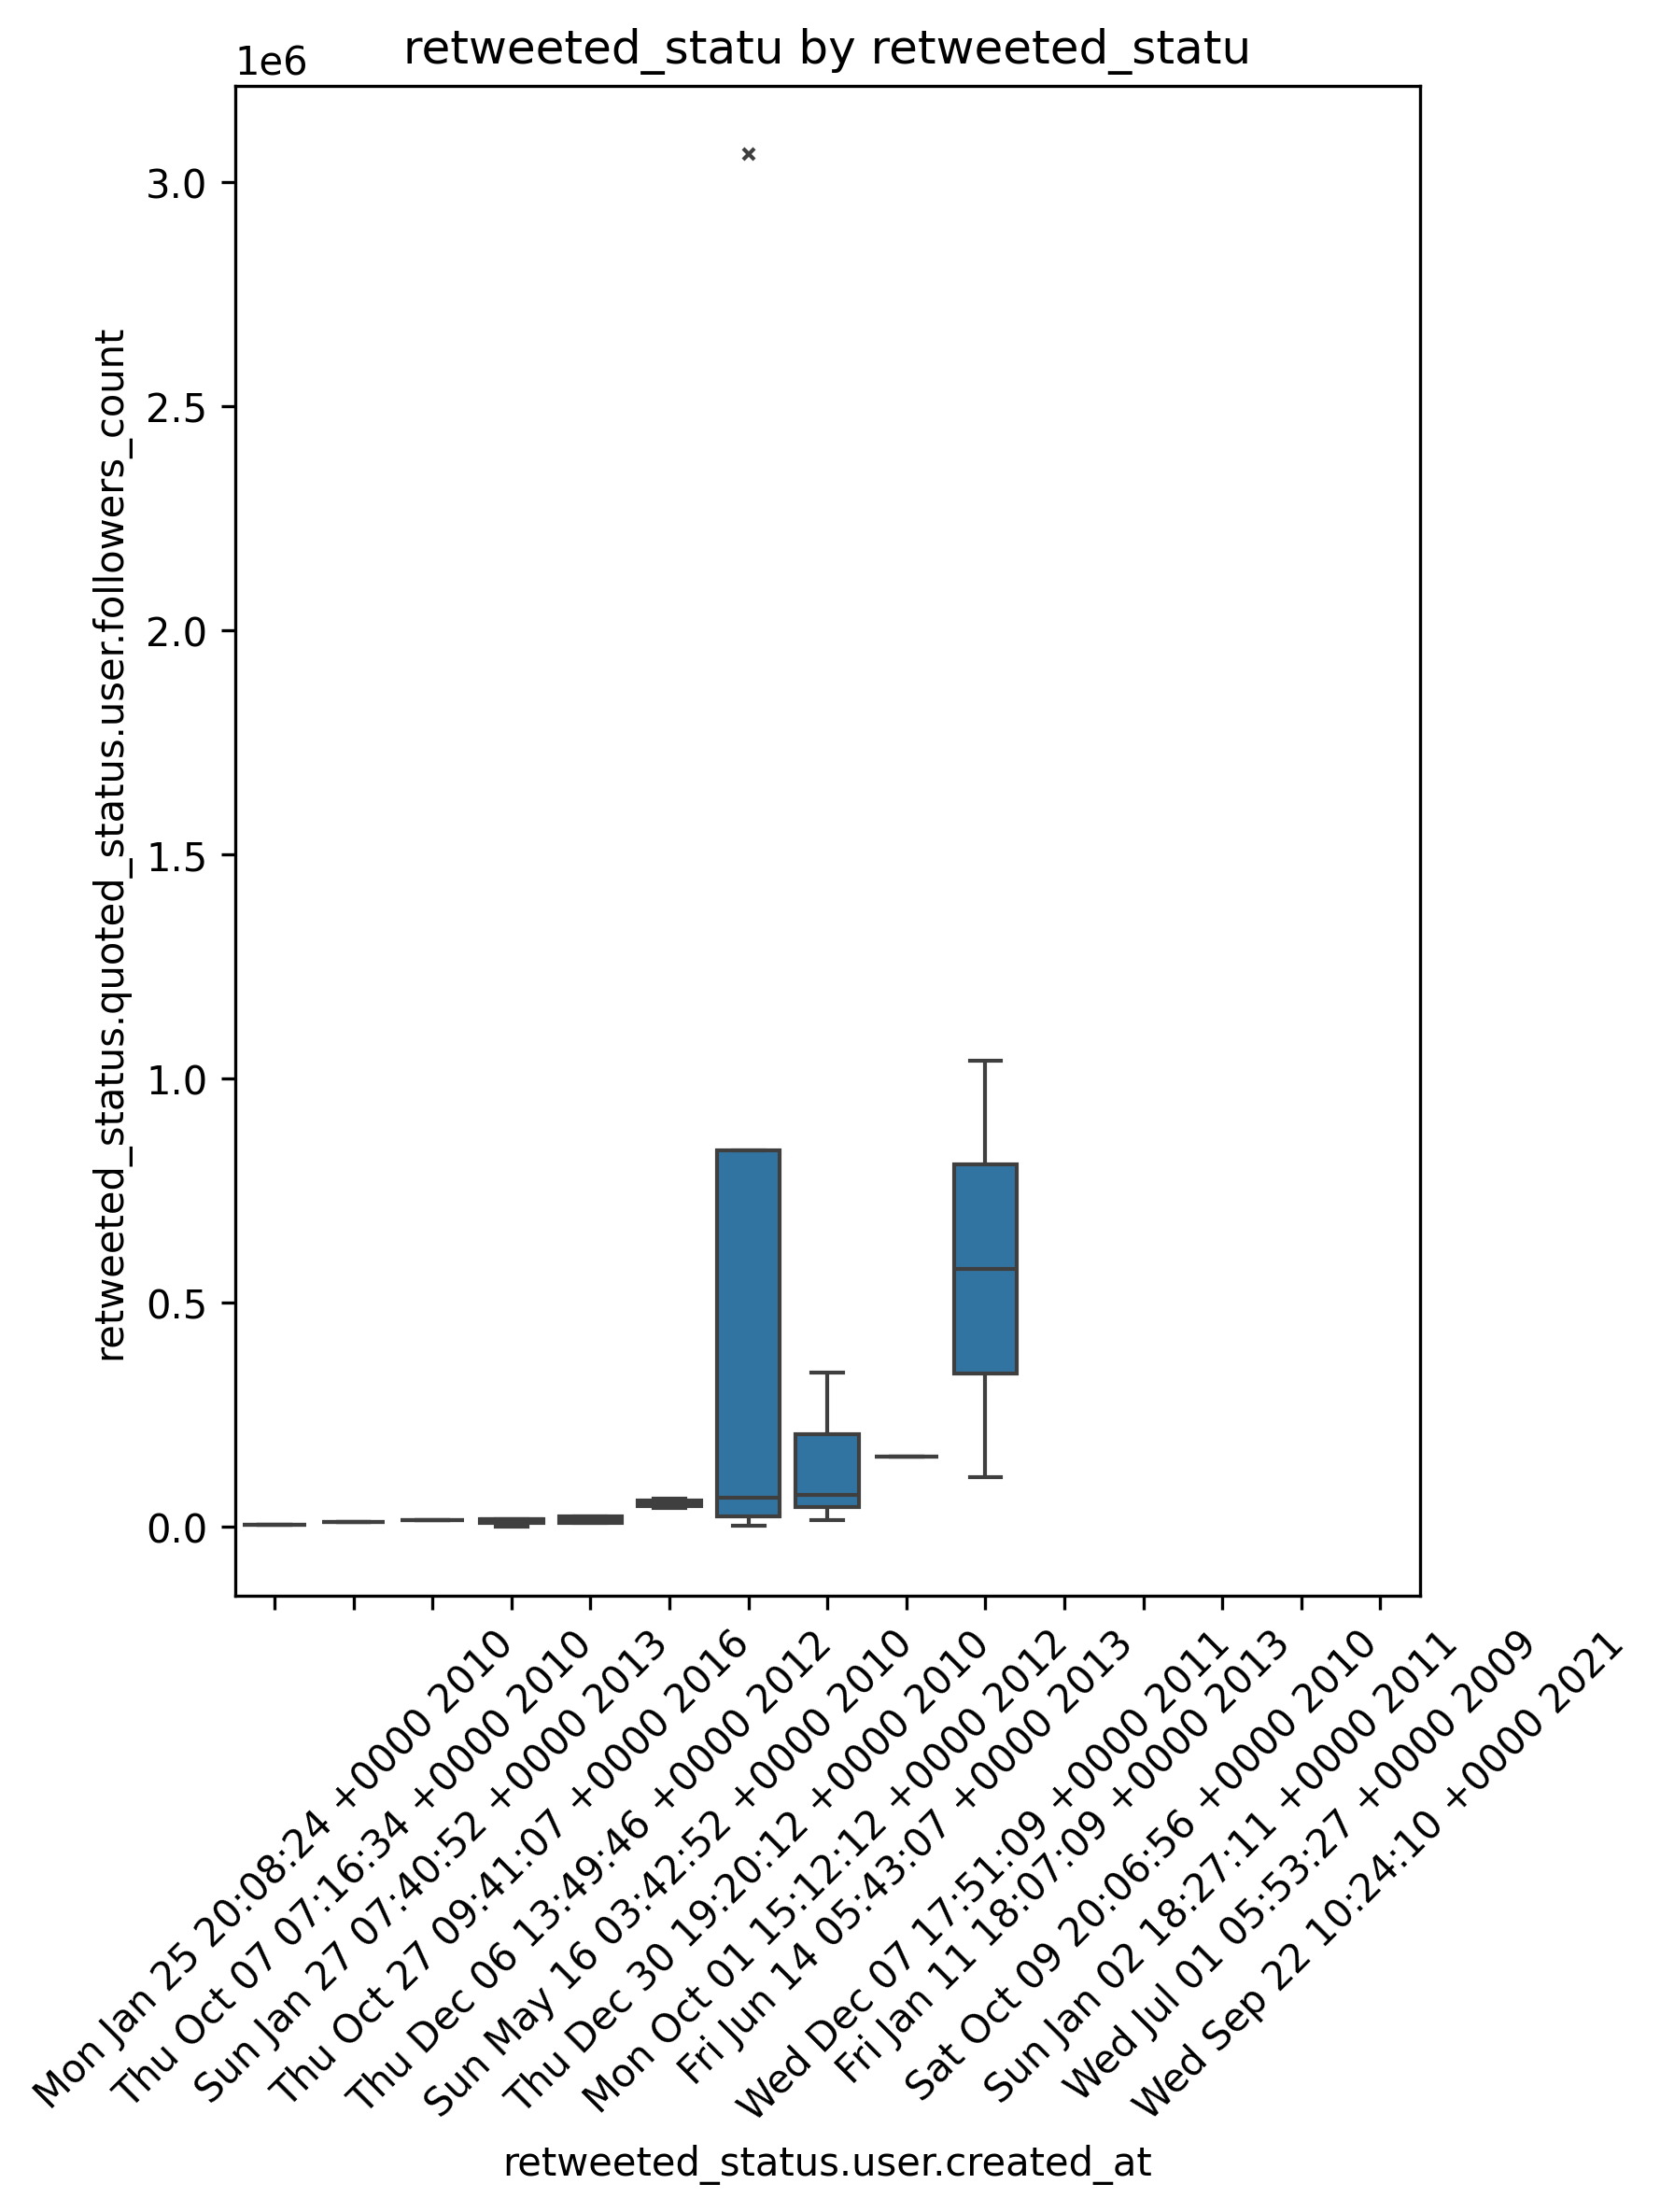 retweeted_statu by retweeted_statu
1e6
3.0
2.5
2.0
1.5
1.0
0.5
0.0
retweeted_status.quoted_status.user.followers_count
Mon Jan 25 20:08:24 +0000 2010
Thu Oct 07 07:16:34 +0000 2010
Sun Jan 27 07:40:52 +0000 2013
Thu Oct 27 09:41:07 +0000 2016
Thu Dec 06 13:49:46 +0000 2012
Sun May 16 03:42:52 +0000 2010
Thu Dec 30 19:20:12 +0000 2010
Mon Oct 01 15:12:12 +0000 2012
Fri Jun 14 05:43:07 +0000 2013
Wed Dec 07 17:51:09 +0000 2011
Fri Jan 11 18:07:09 +0000 2013
Sat Oct 09 20:06:56 +0000 2010
Sun Jan 02 18:27:11 +0000 2011
Wed Jul 01 05:53:27 +0000 2009
Wed Sep 22 10:24:10 +0000 2021
retweeted_status.user.created_at